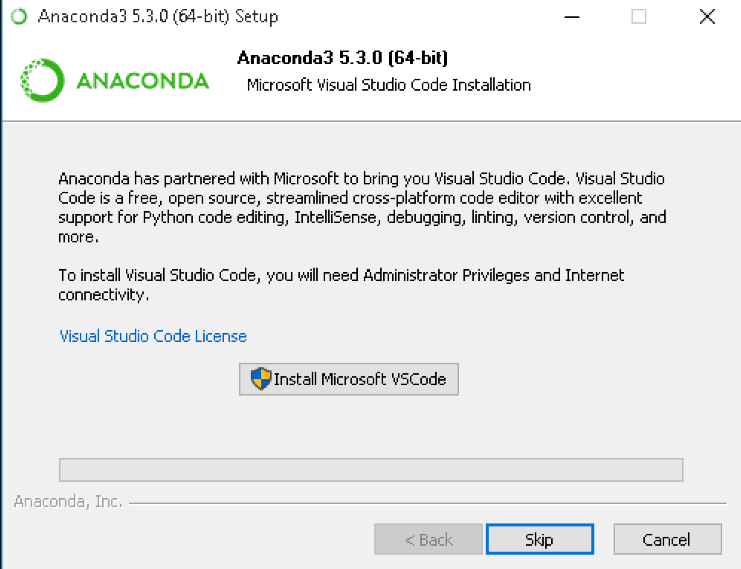 Anaconda3 5.3.0 (64-bit) Setup
ANACONDA
Anaconda3 5.3.0 (64-bit)
Microsoft Visual Studio Code Installation
Anaconda has partnered with Microsoft to bring you Visual Studio Code. Visual Studio
Code is a free, open source, streamlined cross-platform code editor with excellent
support for Python code editing, IntelliSense, debugging, linting, version control, and
more.
To install Visual Studio Code, you will need Administrator Privileges and Internet
connectivity.
Visual Studio Code License
Install Microsoft VSCode
Anaconda, Inc.
< Back
Skip
Cancel